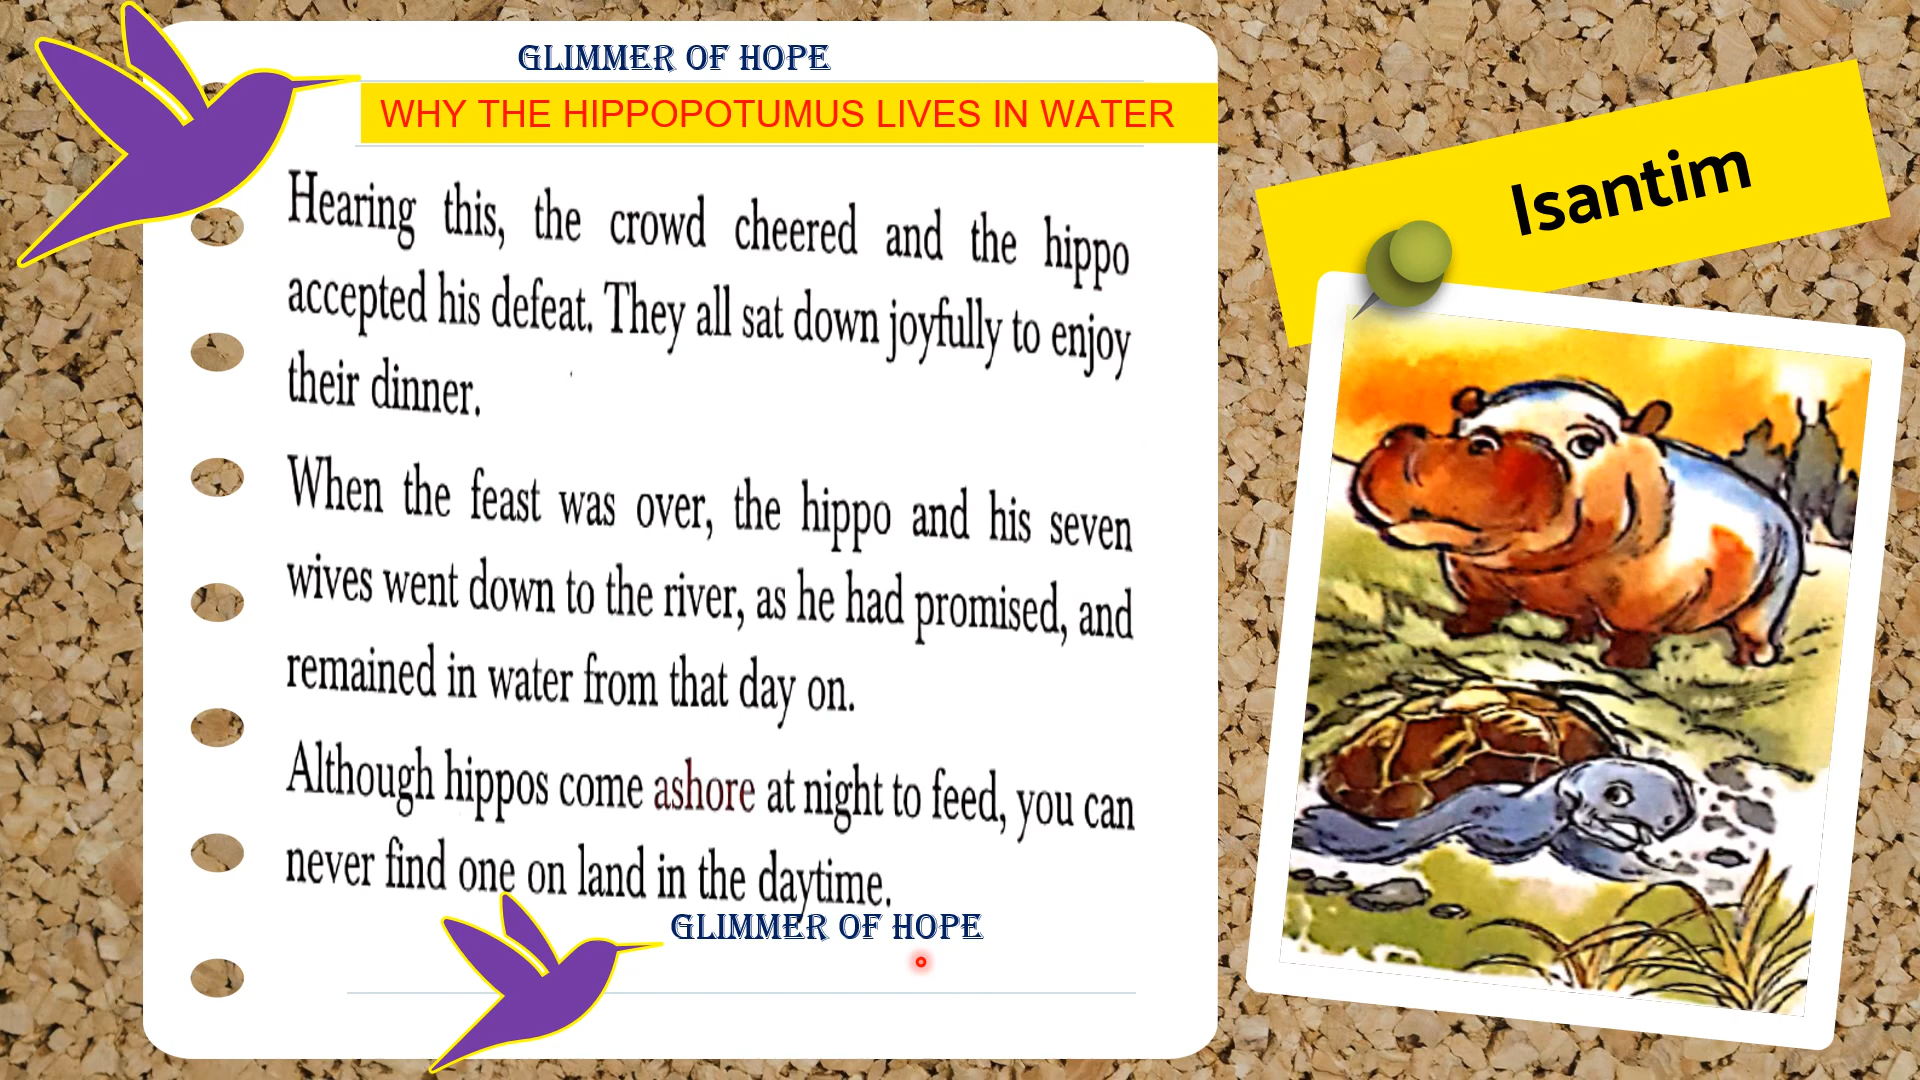 GLIMMER OF HOPE
WHY THE HIPPOPOTUMUS LIVES IN WATER
Isantim
Hearing this, the crowd cheered and the hippo
accepted his defeat. They all sat down joyfully to enjoy
their dinner.
When the feast was over, the hippo and his seven
wives went down to the river, as he had promised, and
remained in water from that day on.
Although hippos come ashore at night to feed, you can
never find one on land in the daytime.
GLIMMER OF HOPE